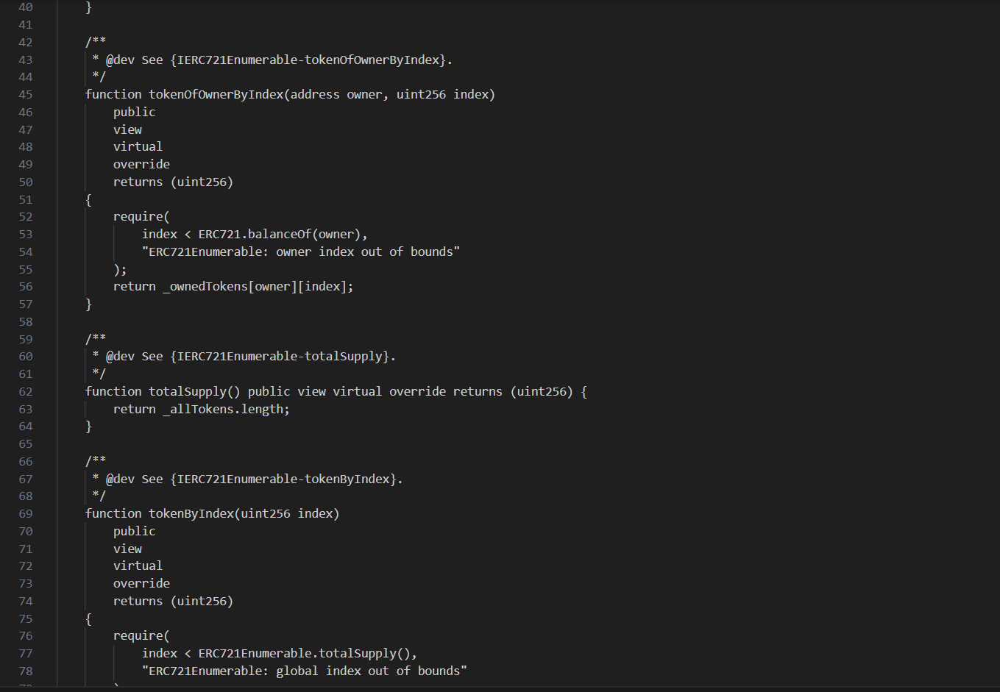 40 }
41
42 /**
43 * @dev See {IERC721Enumerable-tokenOfOwnerByIndex}.
44 */
45 function tokenOfOwnerByIndex(address owner, uint256 index)
46 public
47 view
48 virtual
49 override
50 returns (uint256)
51 {
52 require(
53 index < ERC721.balanceOf(owner),
54 "ERC721Enumerable: owner index out of bounds"
55 );
56 return _ownedTokens[owner][index];
57 }
58
59 /**
60 * @dev See {IERC721Enumerable-totalSupply}.
61 */
62 function totalSupply() public view virtual override returns (uint256) {
63 return _allTokens.length;
64 }
65
66 /**
67 * @dev See {IERC721Enumerable-tokenByIndex}.
68 */
69 function tokenByIndex(uint256 index)
70 public
71 view
72 virtual
73 override
74 returns (uint256)
75 {
76 require(
77 index < ERC721Enumerable.totalSupply(),
78 "ERC721Enumerable: global index out of bounds"